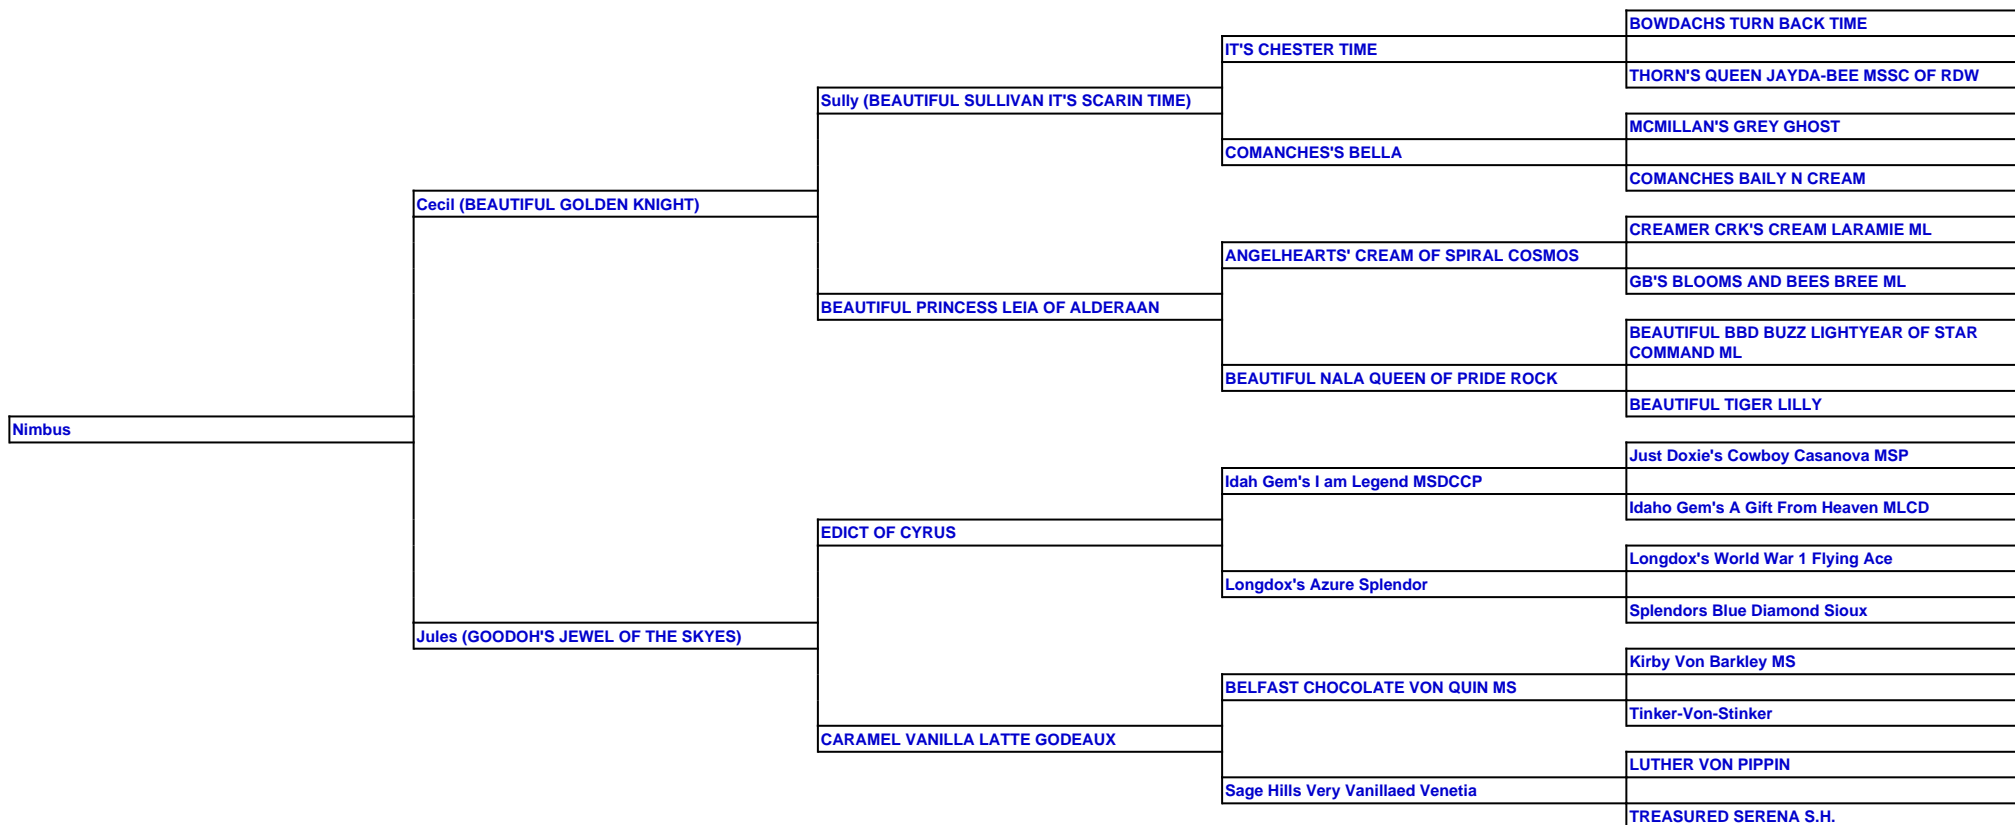 BOWDACHS TURN BACK TIME
IT'S CHESTER TIME
THORN'S QUEEN JAYDA-BEE MSSC OF RDW
Sully (BEAUTIFUL SULLIVAN IT'S SCARIN TIME)
MCMILLAN'S GREY GHOST
COMANCHES'S BELLA
COMANCHES BAILY N CREAM
Cecil (BEAUTIFUL GOLDEN KNIGHT)
CREAMER CRK'S CREAM LARAMIE ML
ANGELHEARTS' CREAM OF SPIRAL COSMOS
GB'S BLOOMS AND BEES BREE ML
BEAUTIFUL PRINCESS LEIA OF ALDERAAN
BEAUTIFUL BBD BUZZ LIGHTYEAR OF STAR
COMMAND ML
BEAUTIFUL NALA QUEEN OF PRIDE ROCK
BEAUTIFUL TIGER LILLY
Nimbus
Just Doxie's Cowboy Casanova MSP
Idah Gem's I am Legend MSDCCP
Idaho Gem's A Gift From Heaven MLCD
EDICT OF CYRUS
Longdox's World War 1 Flying Ace
Longdox's Azure Splendor
Splendors Blue Diamond Sioux
Jules (GOODOH'S JEWEL OF THE SKYES)
Kirby Von Barkley MS
BELFAST CHOCOLATE VON QUIN MS
Tinker-Von-Stinker
CARAMEL VANILLA LATTE GODEAUX
LUTHER VON PIPPIN
Sage Hills Very Vanillaed Venetia
TREASURED SERENA S.H.